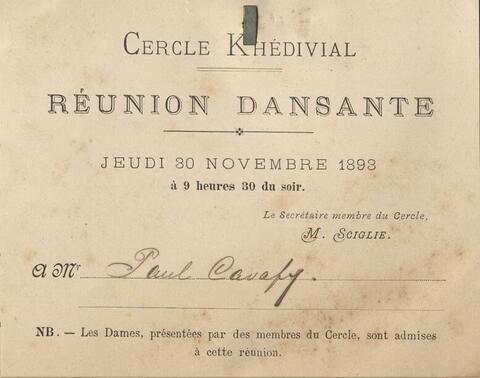 CERCLE KHÉDIVIAL
RÉUNION DANSANTE
JEUDI 30 NOVEMBRE 1893
à 9 heures 30 du soir.
Le Secrétaire membre du Cercle,
M. SCIGLIE.
A Mr Paul Cavafy.
NB. — Les Dames, présentées par des membres du Cercle, sont admises
à cette réunion.